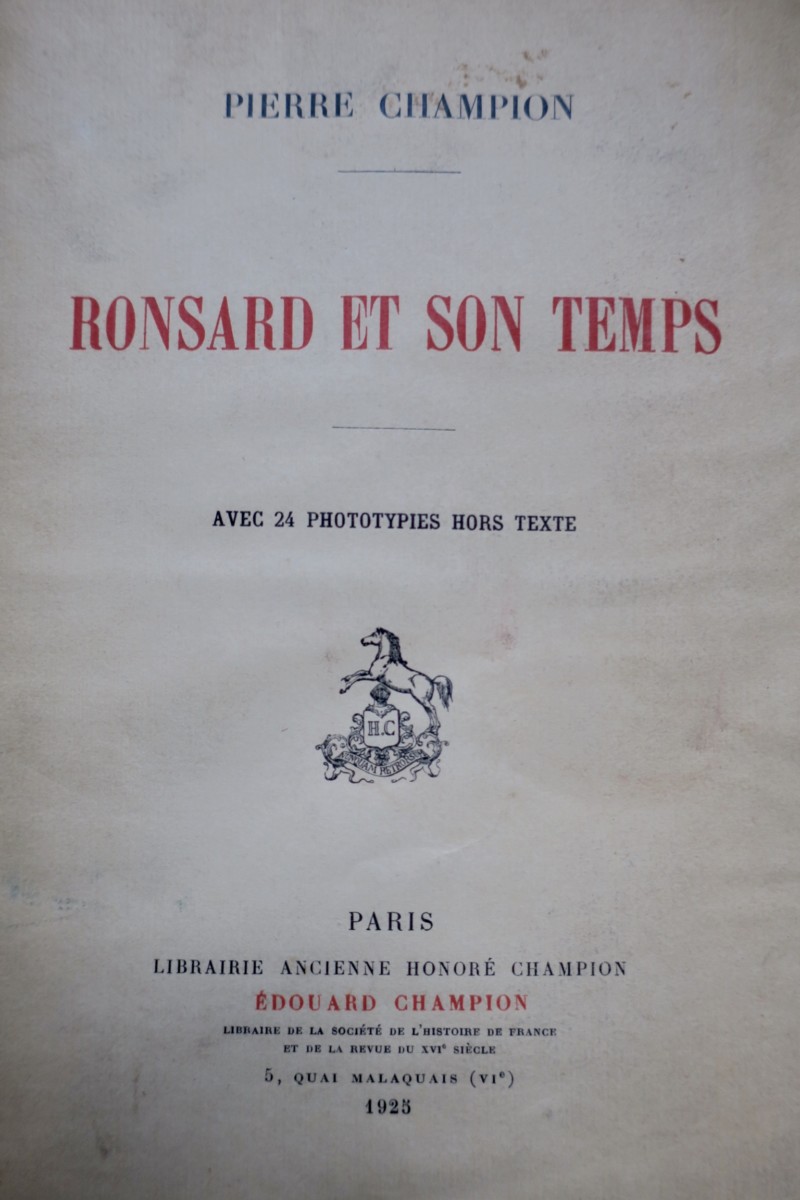 PIERRE CHAMPION
RONSARD ET SON TEMPS
AVEC 24 PHOTOTYPIES HORS TEXTE
H.C
PARIS
LIBRAIRIE ANCIENNE HONORÉ CHAMPION
ÉDOUARD CHAMPION
LIBRAIRE DE LA SOCIÉTÉ DE L'HISTOIRE DE FRANCE
ET DE LA REVUE DU XVIe SIÈCLE
5, QUAI MALAQUAIS (VIe)
1925